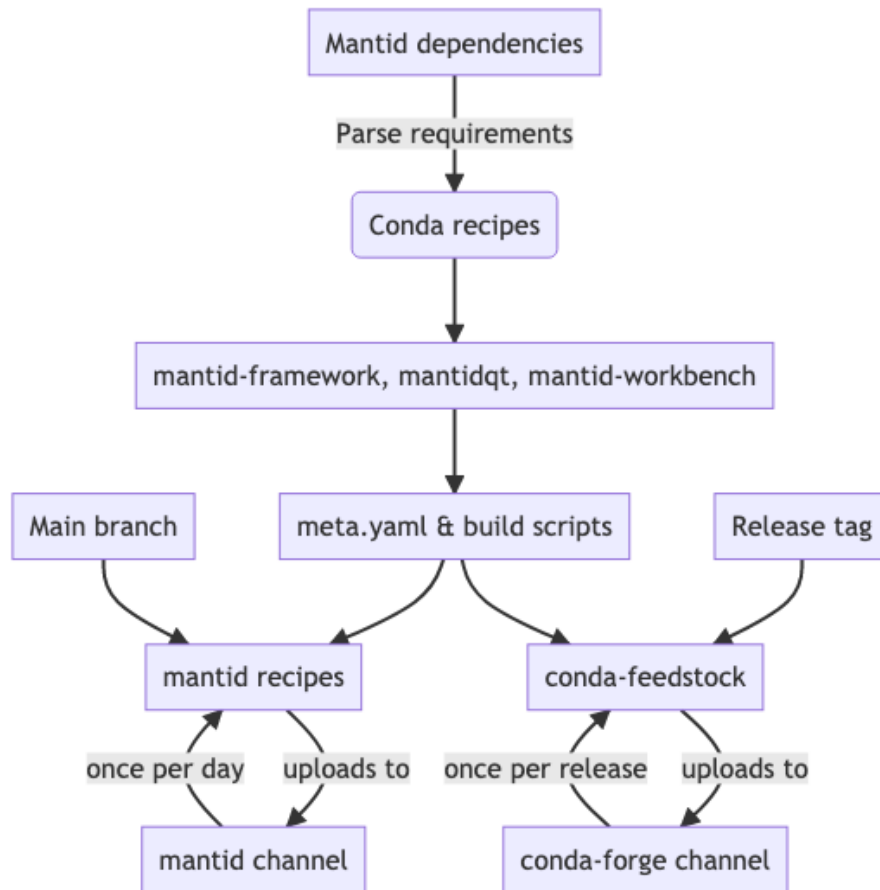 Mantid dependencies
Parse requirements
Conda recipes
mantid-framework, mantidqt, mantid-workbench
Main branch
meta.yaml & build scripts
Release tag
mantid recipes
conda-feedstock
once per day
uploads to
once per release
uploads to
mantid channel
conda-forge channel